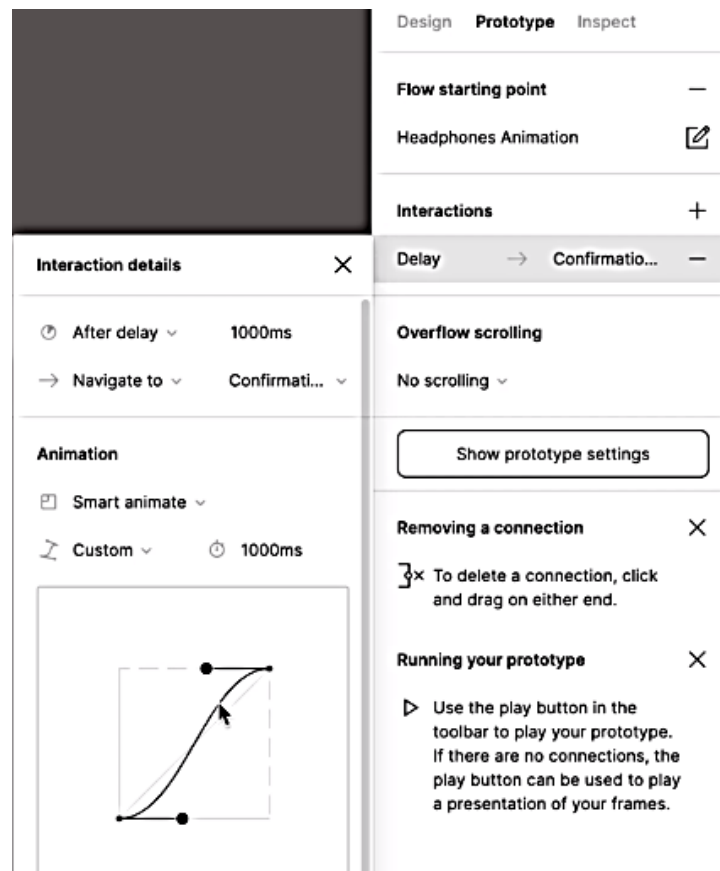 Design Prototype Inspect
Flow starting point
Headphones Animation
Interactions
Delay Confirmatio...
Overflow scrolling
No scrolling
Show prototype settings
Removing a connection
To delete a connection, click
and drag on either end.
Running your prototype
Use the play button in the
toolbar to play your prototype.
If there are no connections, the
play button can be used to play
a presentation of your frames.
Interaction details
After delay 1000ms
Navigate to Confirmati...
Animation
Smart animate
Custom 1000ms